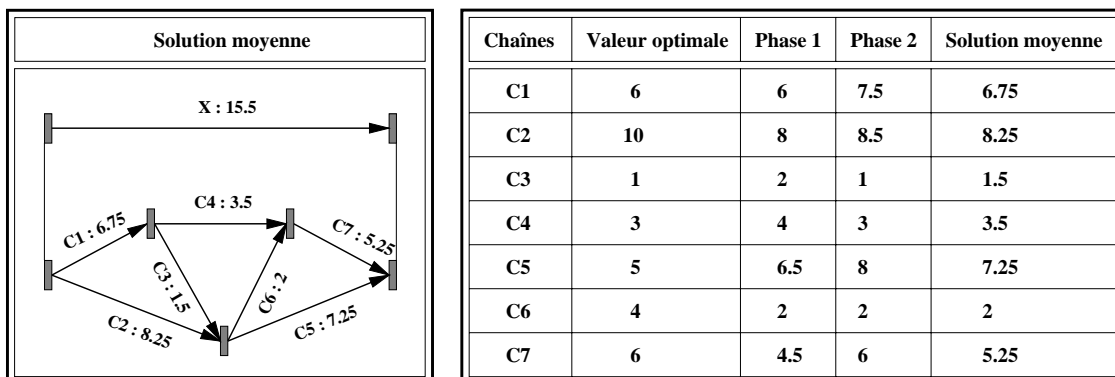 Solution moyenne
X : 15.5
C4 : 3.5
C1 : 6.75
C7 : 5.25
C3 : 1.5
C6 : 2
C2 : 8.25
C5 : 7.25
Chaînes Valeur optimale Phase 1 Phase 2 Solution moyenne
C1 6 6 7.5 6.75
C2 10 8 8.5 8.25
C3 1 2 1 1.5
C4 3 4 3 3.5
C5 5 6.5 8 7.25
C6 4 2 2 2
C7 6 4.5 6 5.25